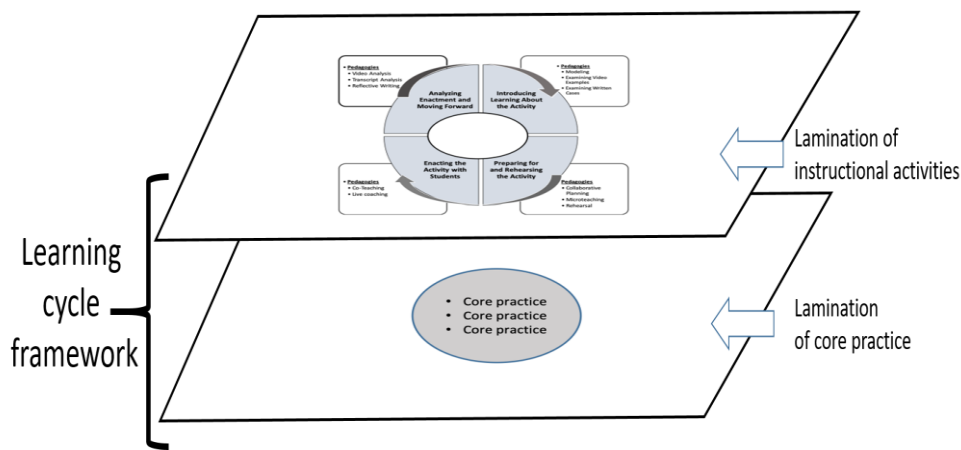 Pedagogies
• Video Analysis
• Transcript Analysis
• Reflective Writing
Analyzing
Enactment and
Moving Forward
Introducing
Learning About
the Activity
Pedagogies
• Modeling
• Examining Video
Examples
• Examining Written
Cases
Pedagogies
• Co-Teaching
• Live coaching
Enacting the
Activity with
Students
Preparing for
and Rehearsing
the Activity
Pedagogies
• Collaborative
Planning
• Microteaching
• Rehearsal
Lamination of
instructional activities
Learning
cycle
framework
• Core practice
• Core practice
• Core practice
Lamination
of core practice